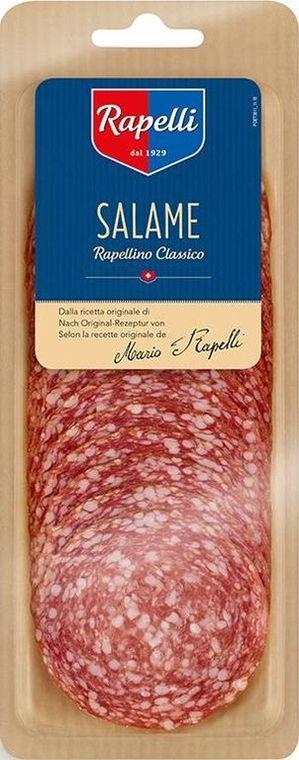 Rapelli
dal 1929
SALAME
Rapellino Classico
Dalla ricetta originale di
Nach Original-Rezeptur von
Selon la recette originale de
Mario Rapelli